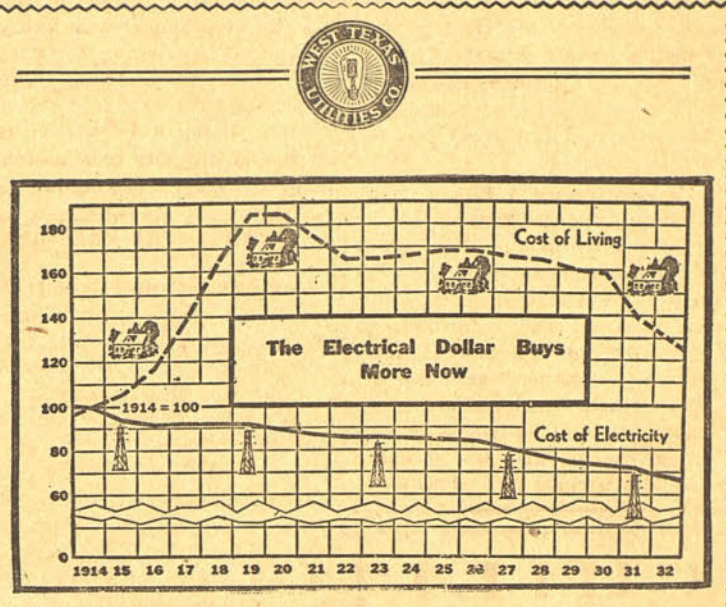 WEST TEXAS
UTILITIES CO.
180
160
140
120
100
80
60
0
Cost of Living
The Electrical Dollar Buys
More Now
1914 = 100
Cost of Electricity
1914 15 16 17 18 19 20 21 22 23 24 25 26 27 28 29 30 31 32